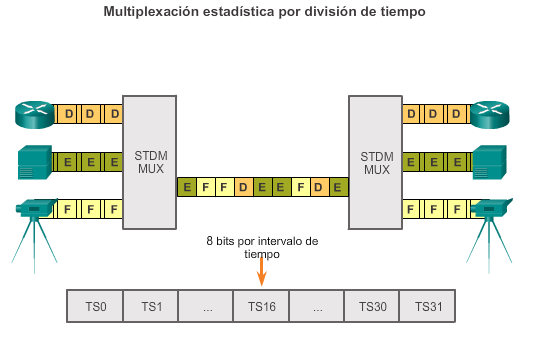 Multiplexación estadística por división de tiempo
D D D
D D D
STDM
MUX
STDM
MUX
E E E
E E E
E F F D E E F D E
F F F
F F F
8 bits por intervalo de
tiempo
TS0 TS1 ... TS16 ... TS30 TS31